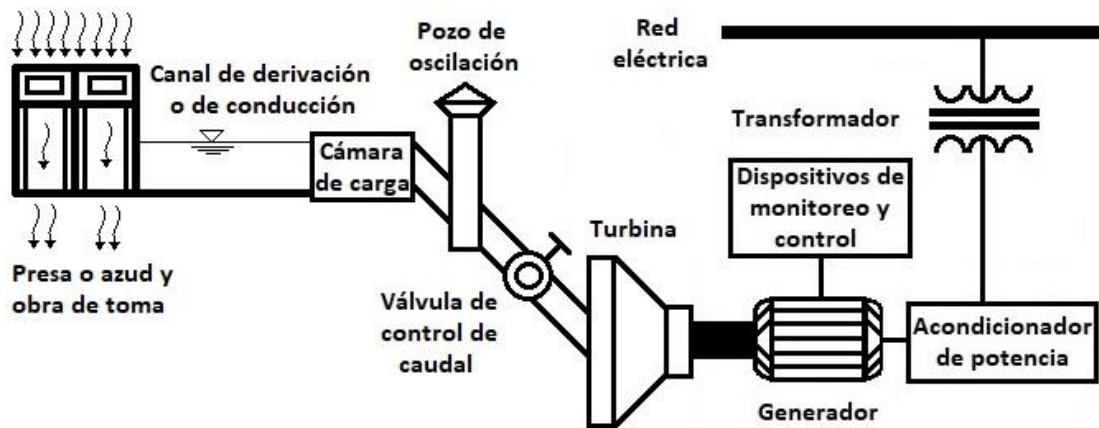 Canal de derivación
o de conducción
Pozo de
oscilación
Red
eléctrica
Transformador
Cámara
de carga
Dispositivos de
monitoreo y
control
Turbina
Presa o azud y
obra de toma
Válvula de
control de
caudal
Acondicionador
de potencia
Generador